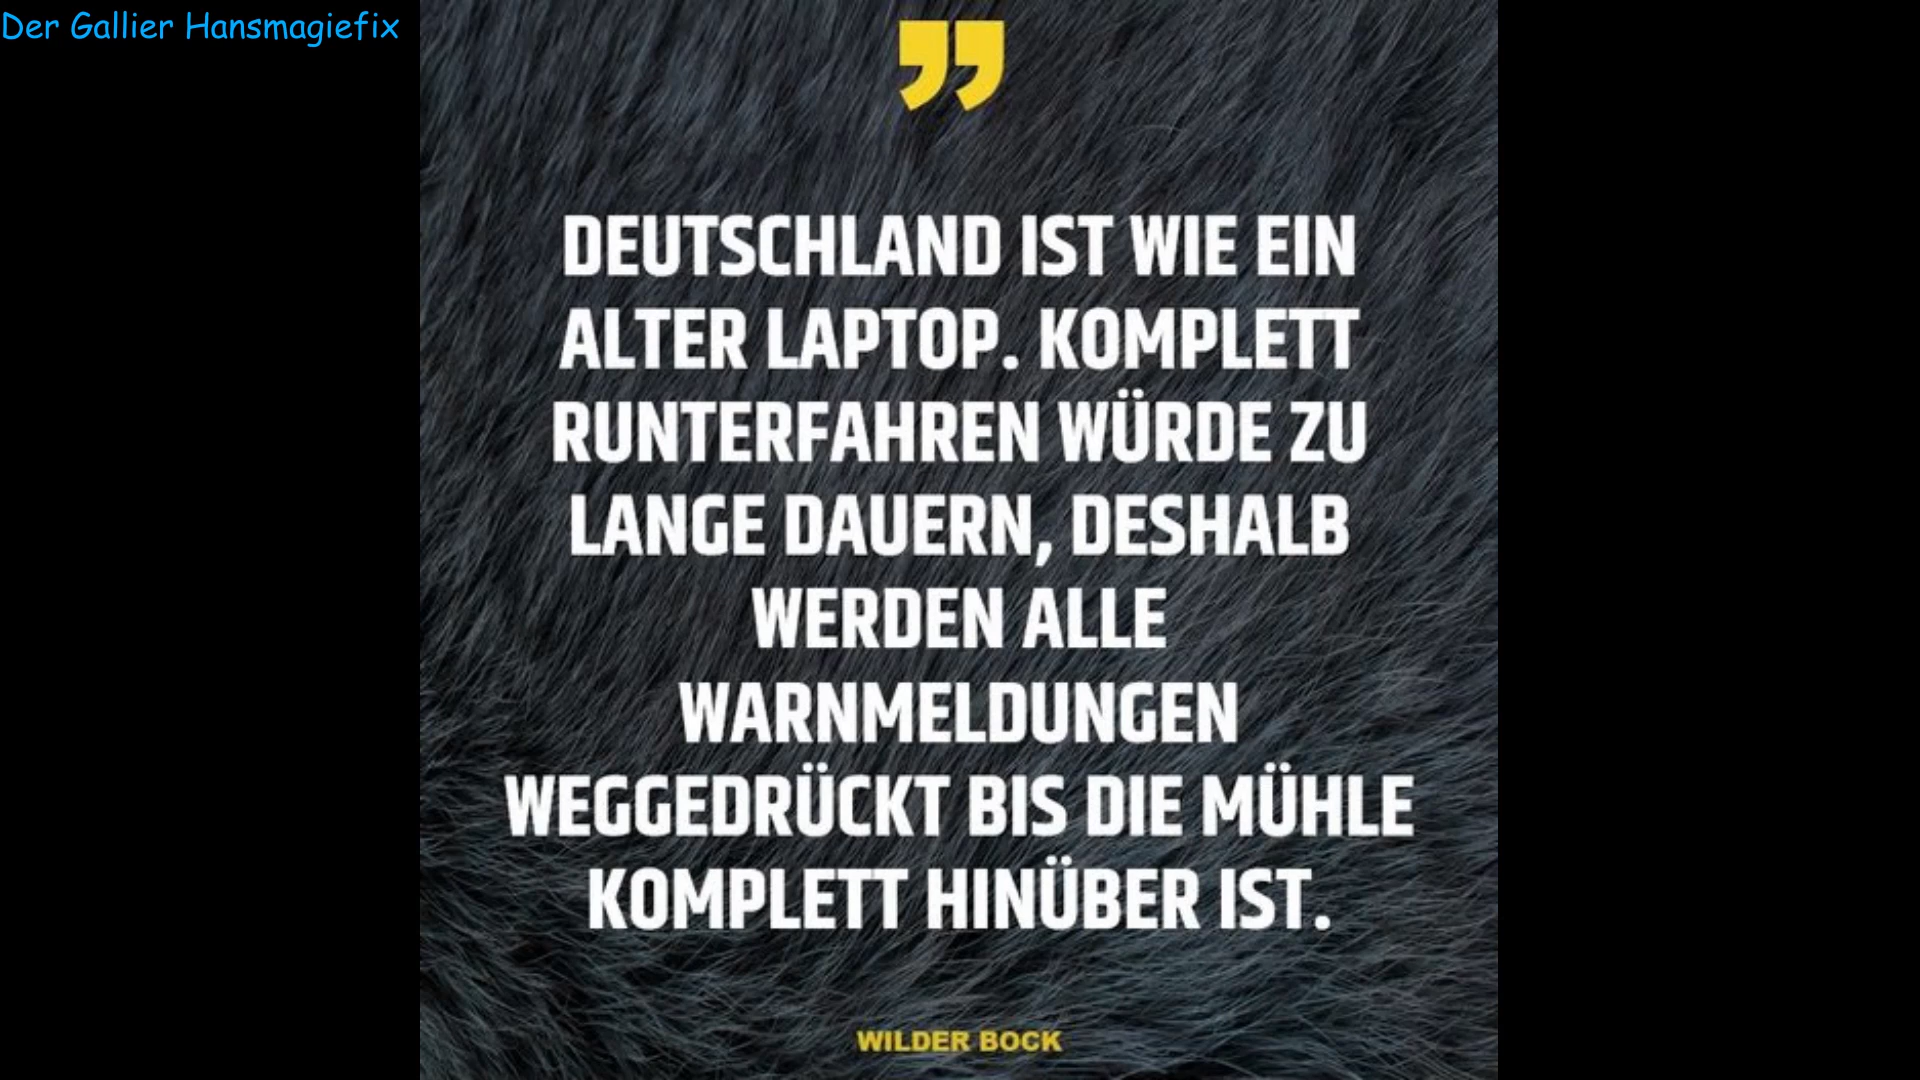 Der Gallier Hansmagiefix
DEUTSCHLAND IST WIE EIN
ALTER LAPTOP. KOMPLETT
RUNTERFAHREN WÜRDE ZU
LANGE DAUERN, DESHALB
WERDEN ALLE
WARNMELDUNGEN
WEGGEDRÜCKT BIS DIE MÜHLE
KOMPLETT HINÜBER IST.
WILDER BOCK